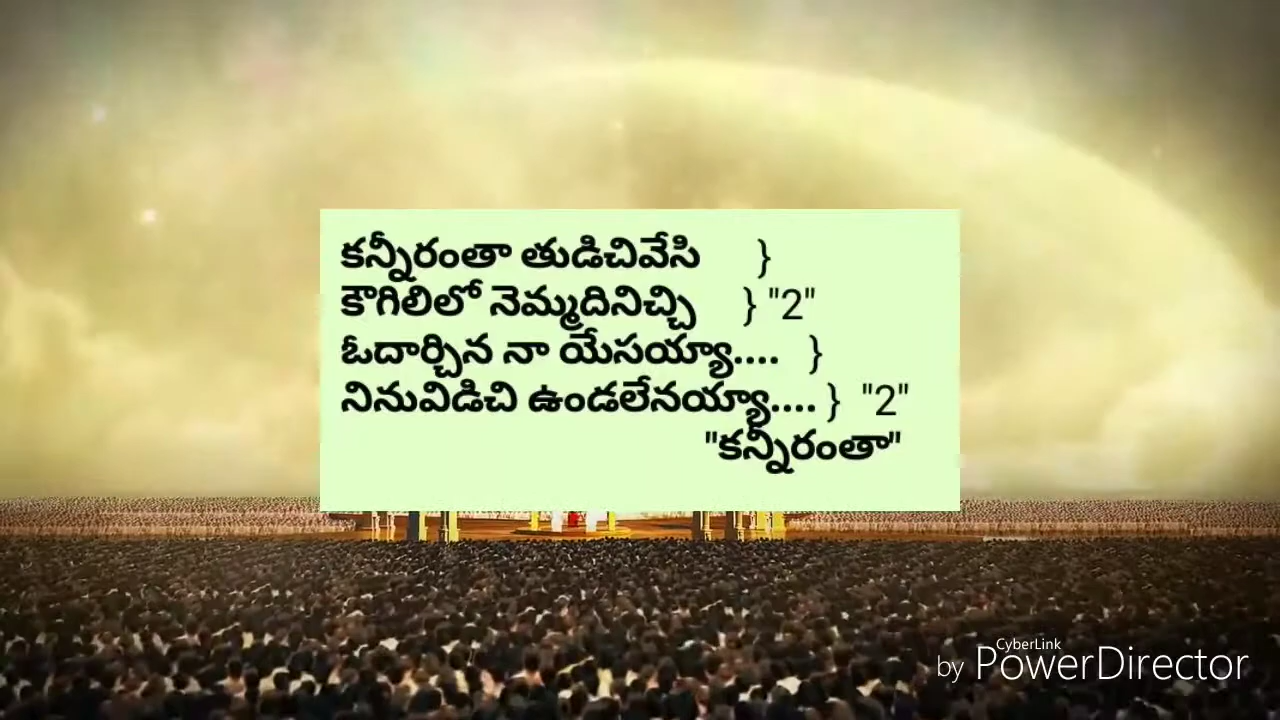 కన్నీరంతా తుడిచివేసి }
కౌగిలిలో నెమ్మదినిచ్చి } "2"
ఓదార్చిన నా యేసయ్యా.... }
నినువిడిచి ఉండలేనయ్యా.... } "2"
"కన్నీరంతా"
CyberLink
by PowerDirector